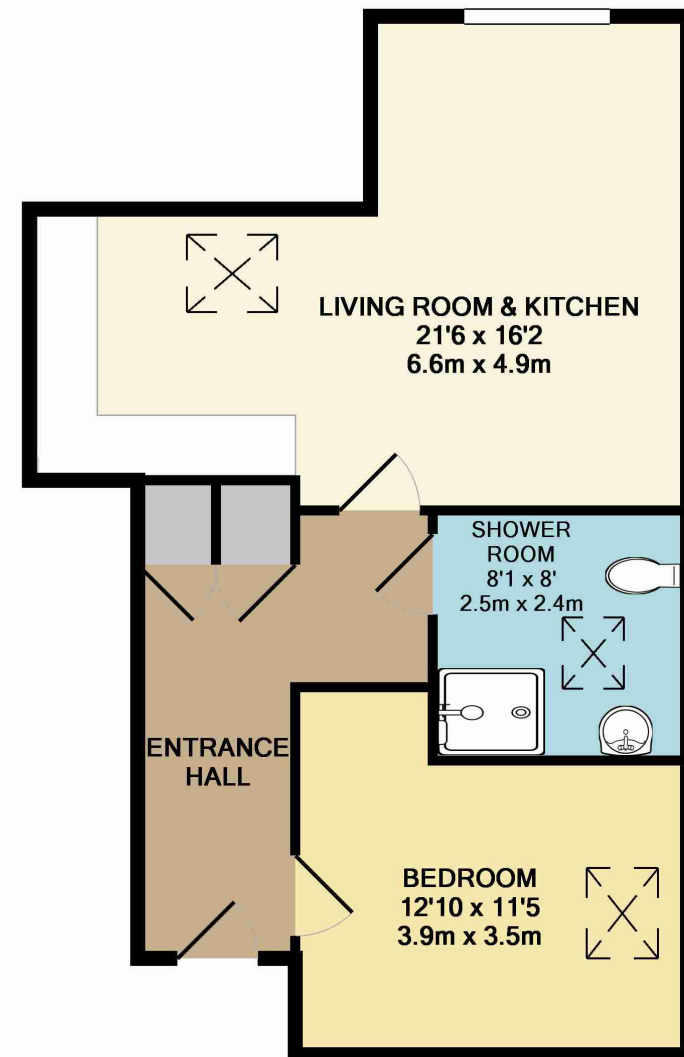 LIVING ROOM & KITCHEN
21'6 x 16'2
6.6m x 4.9m
SHOWER
ROOM
8'1 x 8'
2.5m x 2.4m
ENTRANCE
HALL
BEDROOM
12'10 x 11'5
3.9m x 3.5m